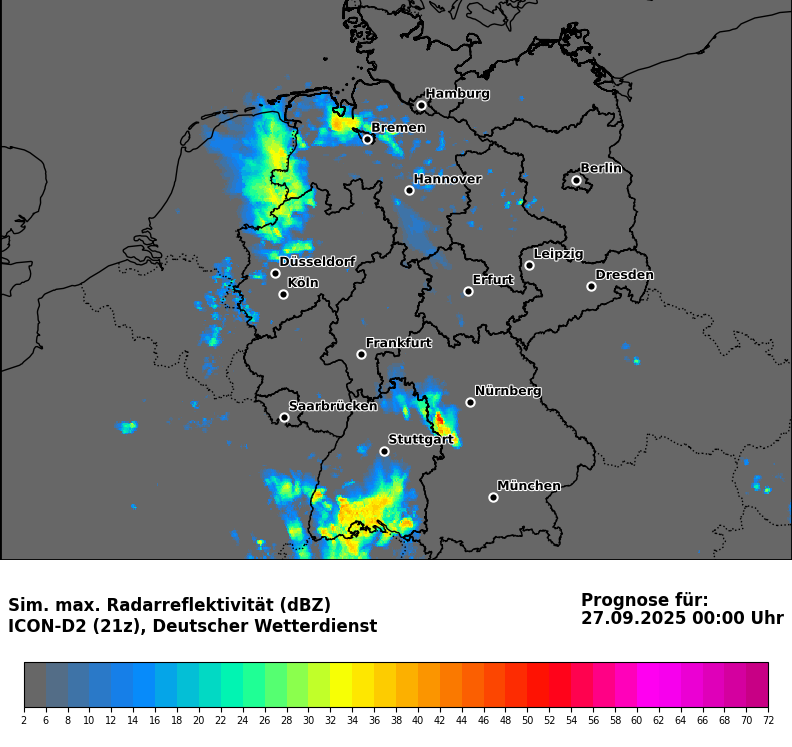 Hamburg
Bremen
Berlin
Hannover
Leipzig
Düsseldorf
Dresden
Köln
Erfurt
Frankfurt
Nürnberg
Saarbrücken
Stuttgart
München
Sim. max. Radarreflektivität (dBZ)
ICON-D2 (21z), Deutscher Wetterdienst
Prognose für:
27.09.2025 00:00 Uhr
2 6 8 10 12 14 16 18 20 22 24 26 28 30 32 34 36 38 40 42 44 46 48 50 52 54 56 58 60 62 64 66 68 70 72